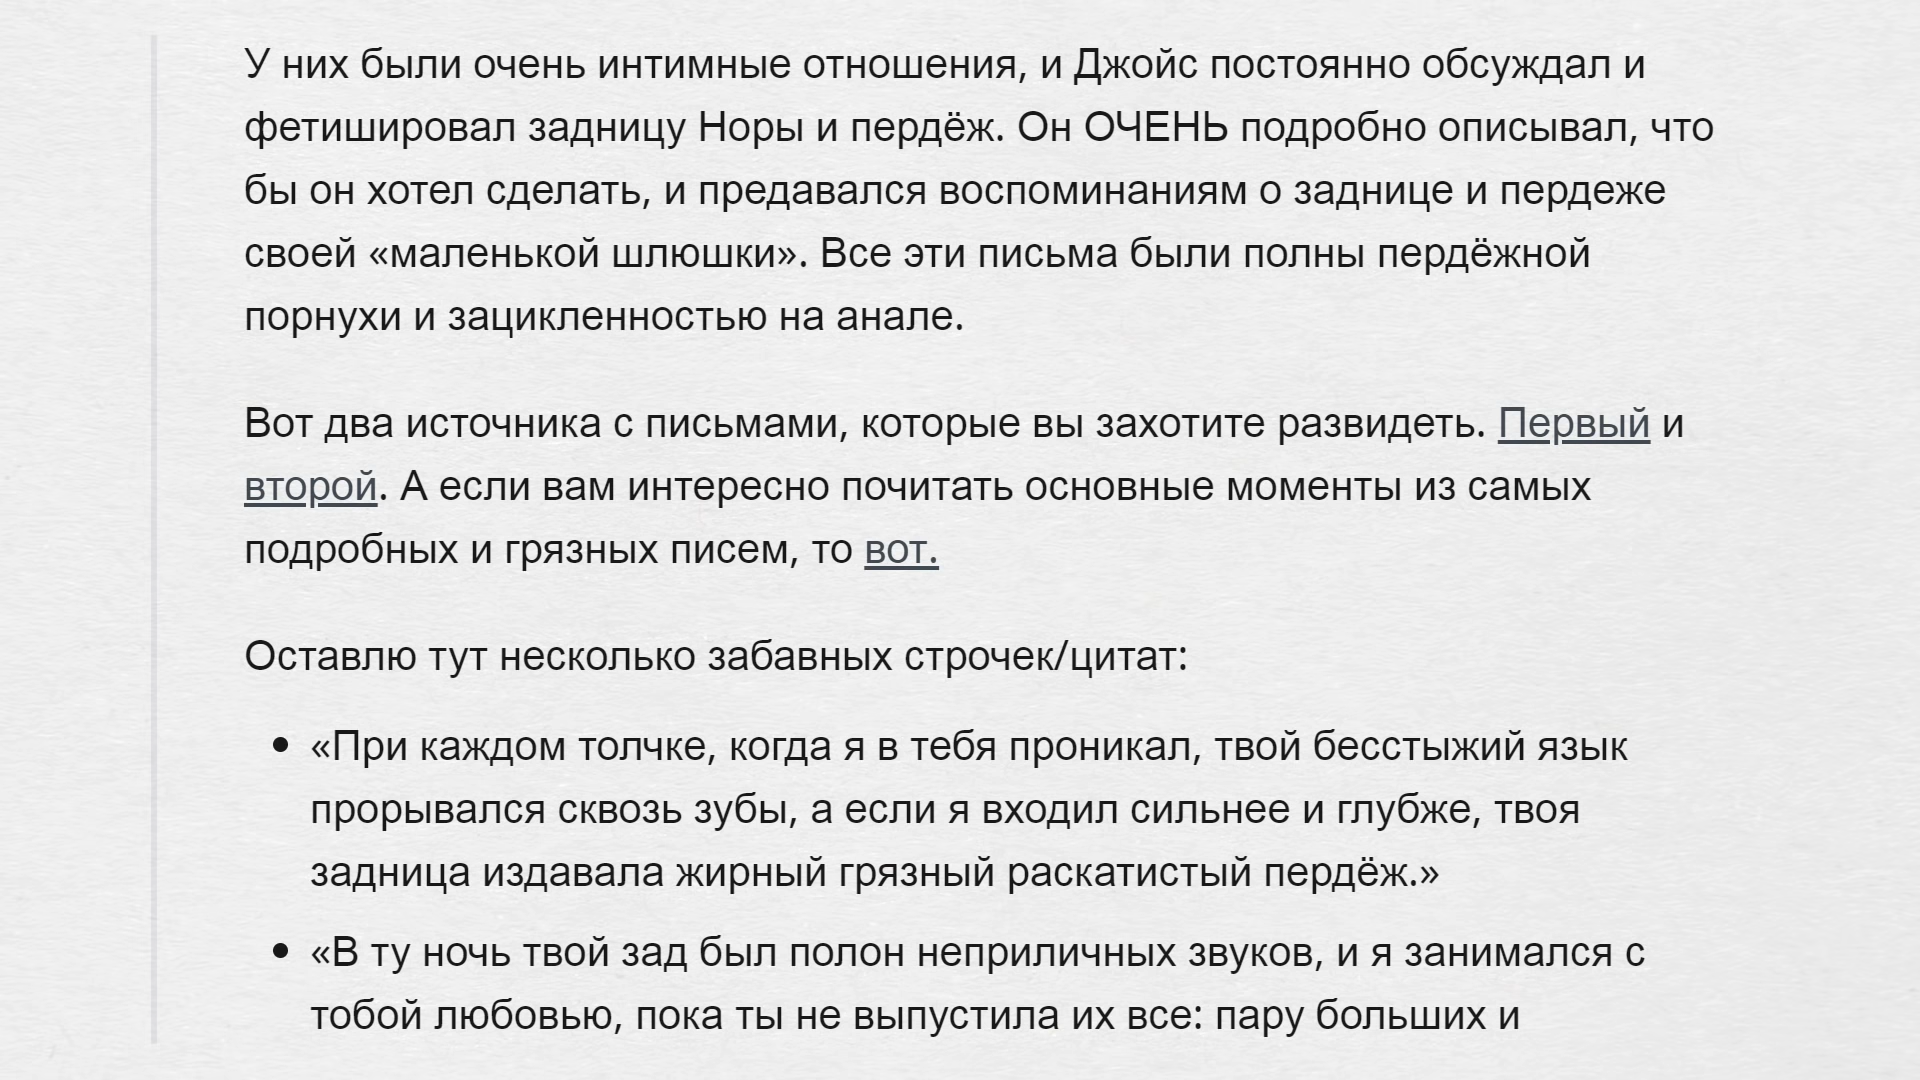 У них были очень интимные отношения, и Джойс постоянно обсуждал и
фетишировал задницу Норы и пердёж. Он ОЧЕНЬ подробно описывал, что
бы он хотел сделать, и предавался воспоминаниям о заднице и пердеже
своей «маленькой шлюшки». Все эти письма были полны пердёжной
порнухи и зацикленностью на анале.
Вот два источника с письмами, которые вы захотите развидеть. Первый и
второй. А если вам интересно почитать основные моменты из самых
подробных и грязных писем, то вот.
Оставлю тут несколько забавных строчек/цитат:
• «При каждом толчке, когда я в тебя проникал, твой бесстыжий язык
прорывался сквозь зубы, а если я входил сильнее и глубже, твоя
задница издавала жирный грязный раскатистый пердёж.»
• «В ту ночь твой зад был полон неприличных звуков, и я занимался с
тобой любовью, пока ты не выпустила их все: пару больших и